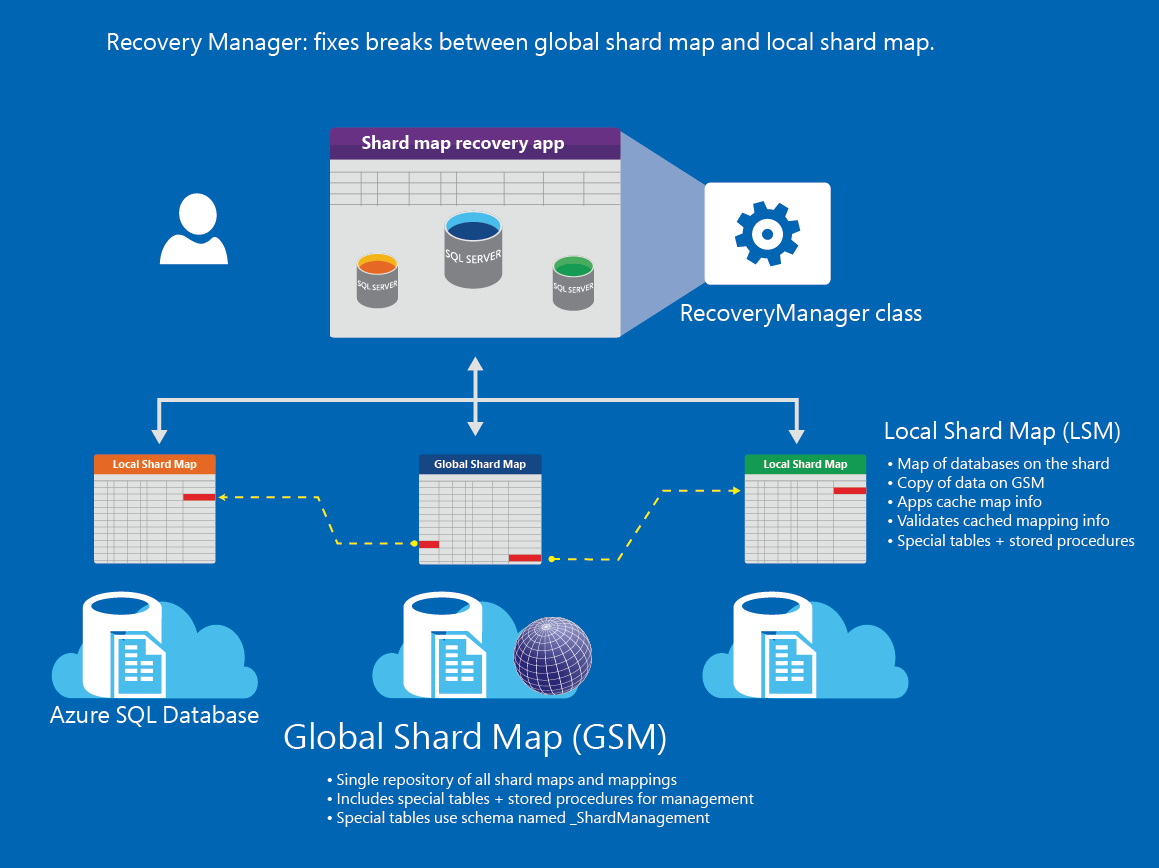 Recovery Manager: fixes breaks between global shard map and local shard map.
Shard map recovery app
SQL SERVER
SQL SERVER
SQL SERVER
RecoveryManager class
Local Shard Map
Global Shard Map
Local Shard Map
Local Shard Map (LSM)
• Map of databases on the shard
• Copy of data on GSM
• Apps cache map info
• Validates cached mapping info
• Special tables + stored procedures
Azure SQL Database
Global Shard Map (GSM)
• Single repository of all shard maps and mappings
• Includes special tables + stored procedures for management
• Special tables use schema named _ShardManagement